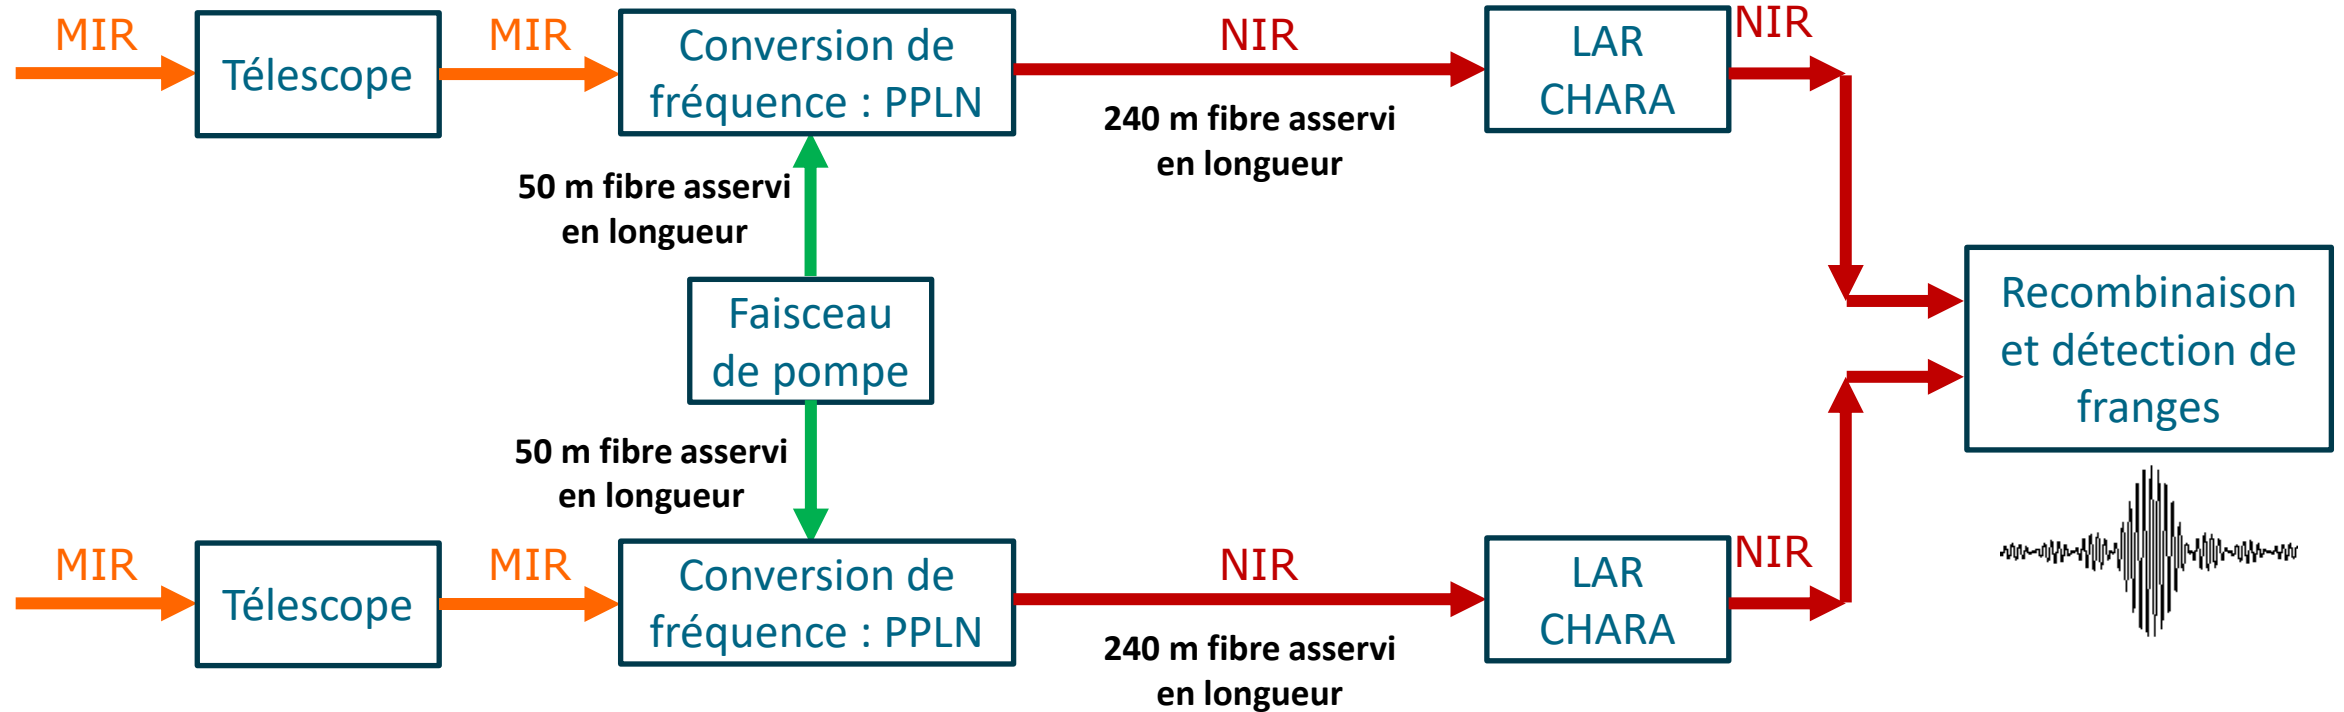 MIR
Télescope
MIR
Conversion de
fréquence : PPLN
NIR
240 m fibre asservi
en longueur
LAR
CHARA
NIR
50 m fibre asservi
en longueur
Faisceau
de pompe
Recombinaison
et détection de
franges
50 m fibre asservi
en longueur
MIR
Télescope
MIR
Conversion de
fréquence : PPLN
NIR
240 m fibre asservi
en longueur
LAR
CHARA
NIR